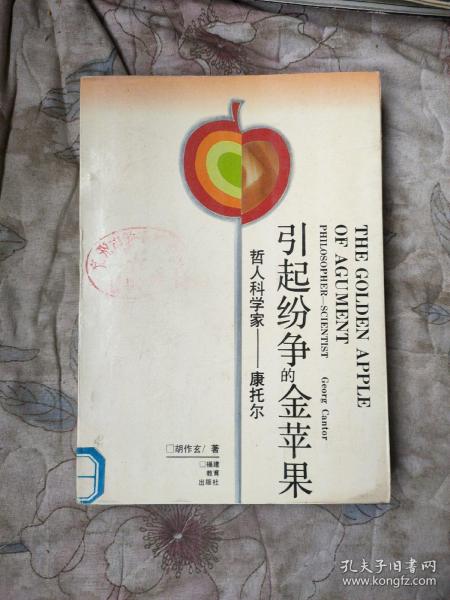 THE GOLDEN APPLE
OF AGUMENT
PHILOSOPHER—SCIENTIST Georg Cantor
引起纷争的金苹果
哲人科学家——康托尔
□胡作玄/著
□福建
教育
出版社
孔夫子旧书网
www.kongfz.com